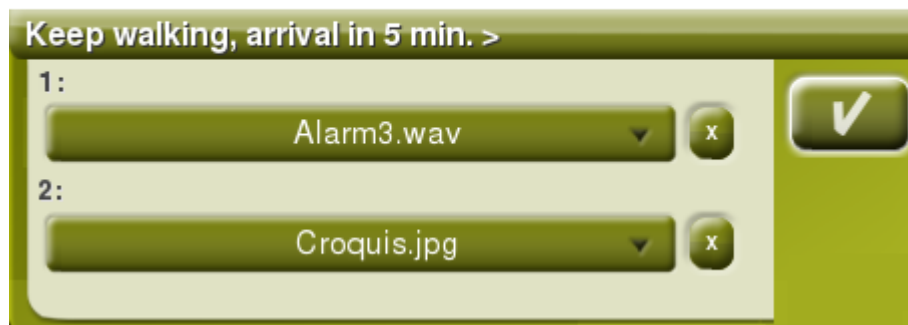 Keep walking, arrival in 5 min. >
1:
Alarm3.wav
x
2:
Croquis.jpg
x